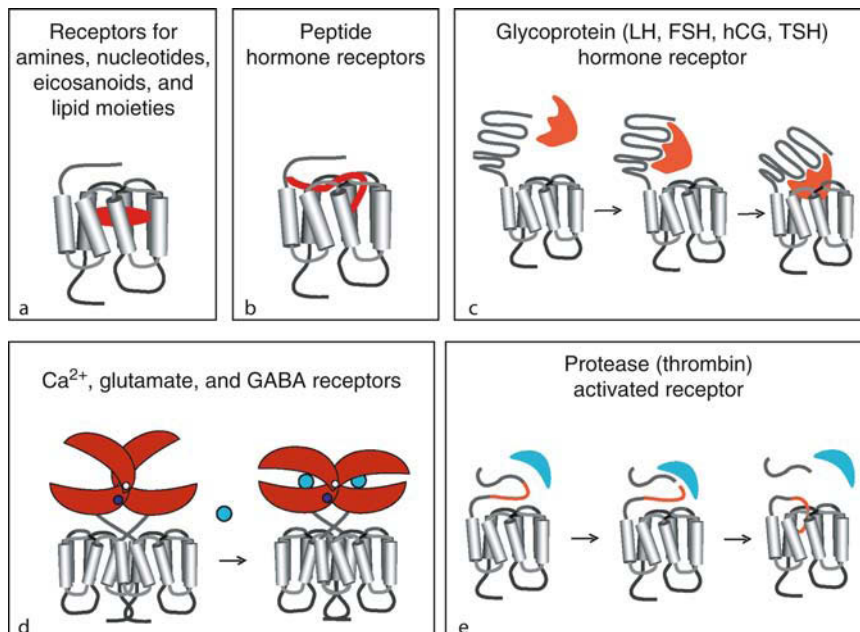 Receptors for
amines, nucleotides,
eicosanoids, and
lipid moieties
a
Peptide
hormone receptors
b
Glycoprotein (LH, FSH, hCG, TSH)
hormone receptor
c
Ca²⁺, glutamate, and GABA receptors
d
Protease (thrombin)
activated receptor
e